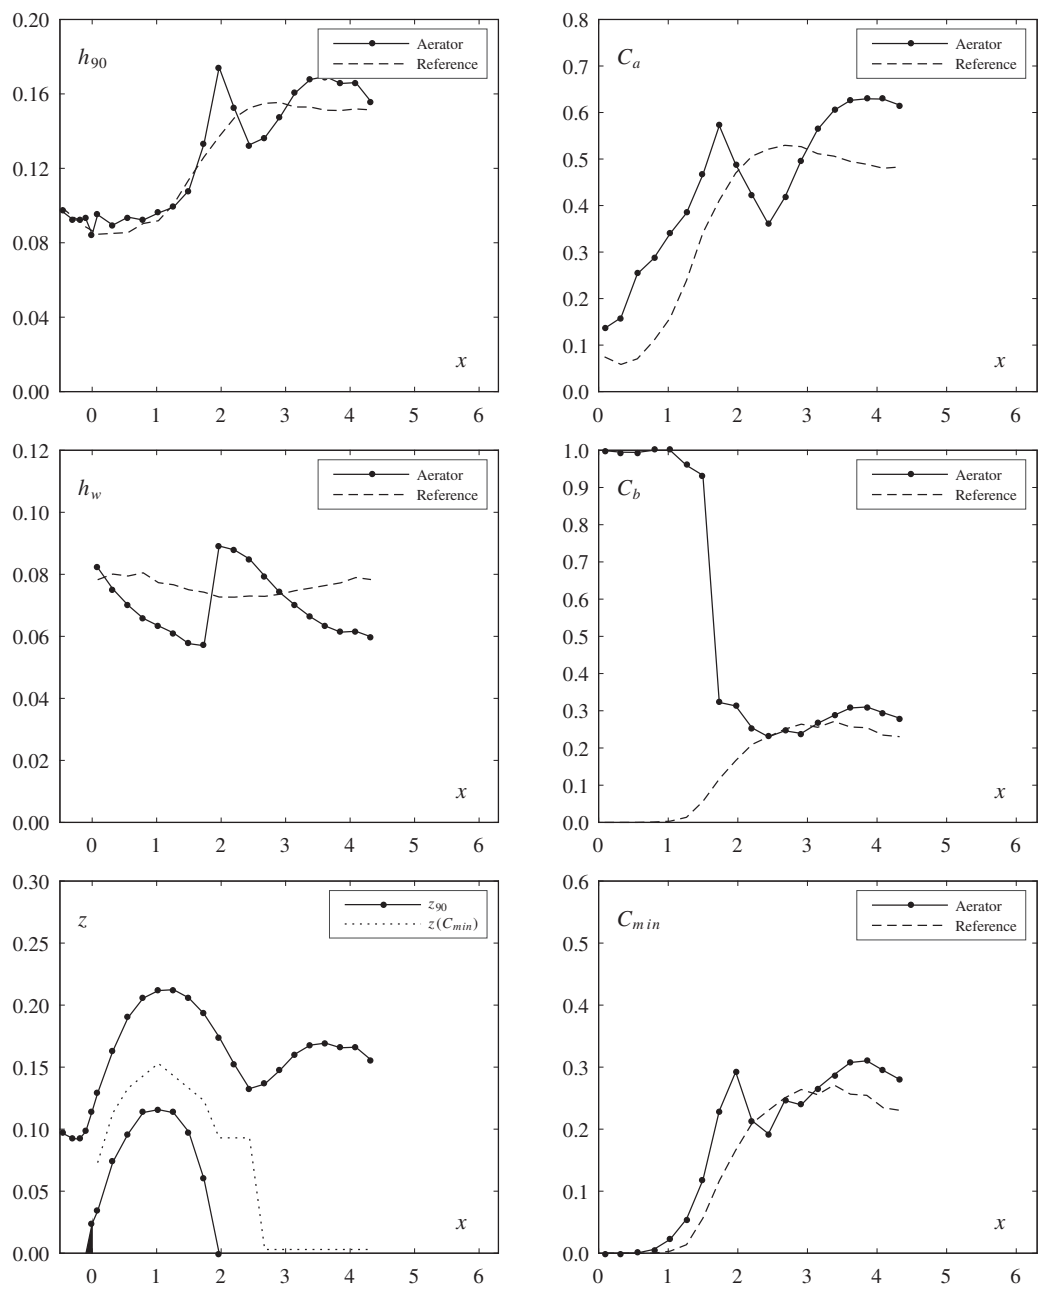 0.20
0.16
0.12
0.08
0.04
0.00
h90
Aerator
Reference
x
0 1 2 3 4 5 6
0.8
0.7
0.6
0.5
0.4
0.3
0.2
0.1
0.0
Ca
Aerator
Reference
x
0 1 2 3 4 5 6
0.12
0.10
0.08
0.06
0.04
0.02
0.00
hw
Aerator
Reference
x
0 1 2 3 4 5 6
1.0
0.9
0.8
0.7
0.6
0.5
0.4
0.3
0.2
0.1
0.0
Cb
Aerator
Reference
x
0 1 2 3 4 5 6
0.30
0.25
0.20
0.15
0.10
0.05
0.00
z
z90
z(Cmin)
x
0 1 2 3 4 5 6
0.6
0.5
0.4
0.3
0.2
0.1
0.0
Cmin
Aerator
Reference
x
0 1 2 3 4 5 6